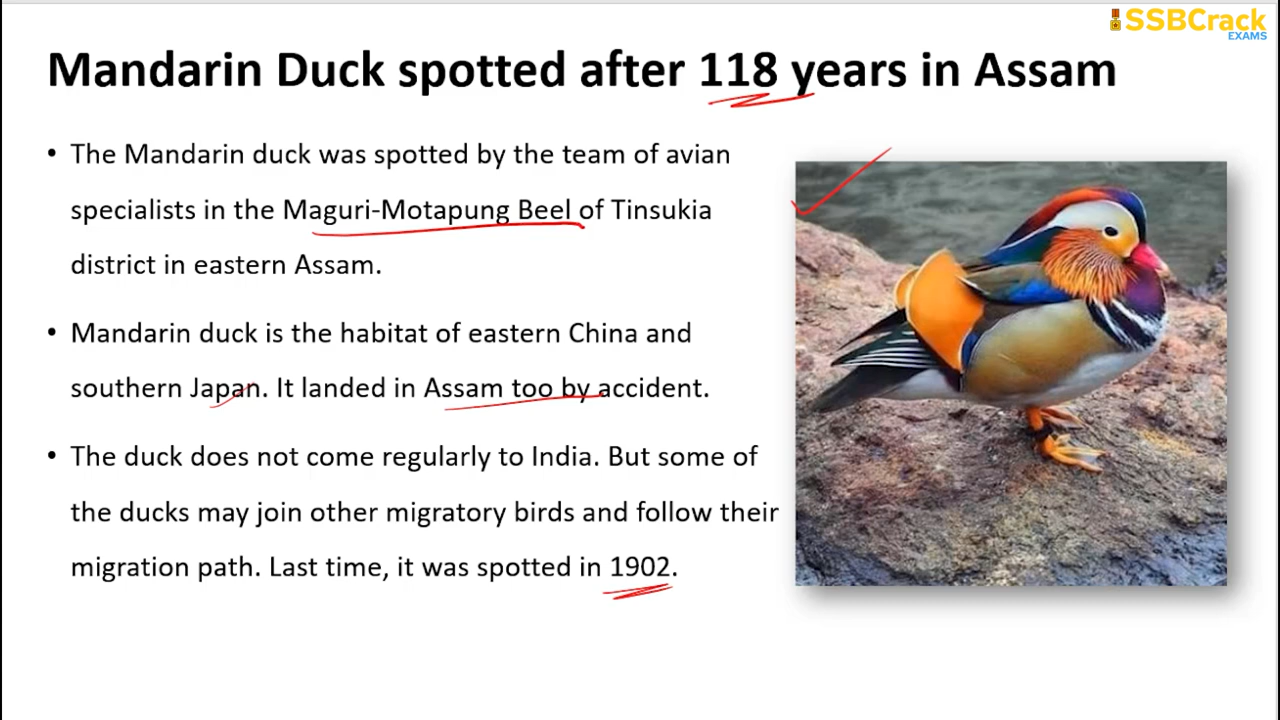 SSBCrack
EXAMS
Mandarin Duck spotted after 118 years in Assam
• The Mandarin duck was spotted by the team of avian
specialists in the Maguri-Motapung Beel of Tinsukia
district in eastern Assam.
• Mandarin duck is the habitat of eastern China and
southern Japan. It landed in Assam too by accident.
• The duck does not come regularly to India. But some of
the ducks may join other migratory birds and follow their
migration path. Last time, it was spotted in 1902.